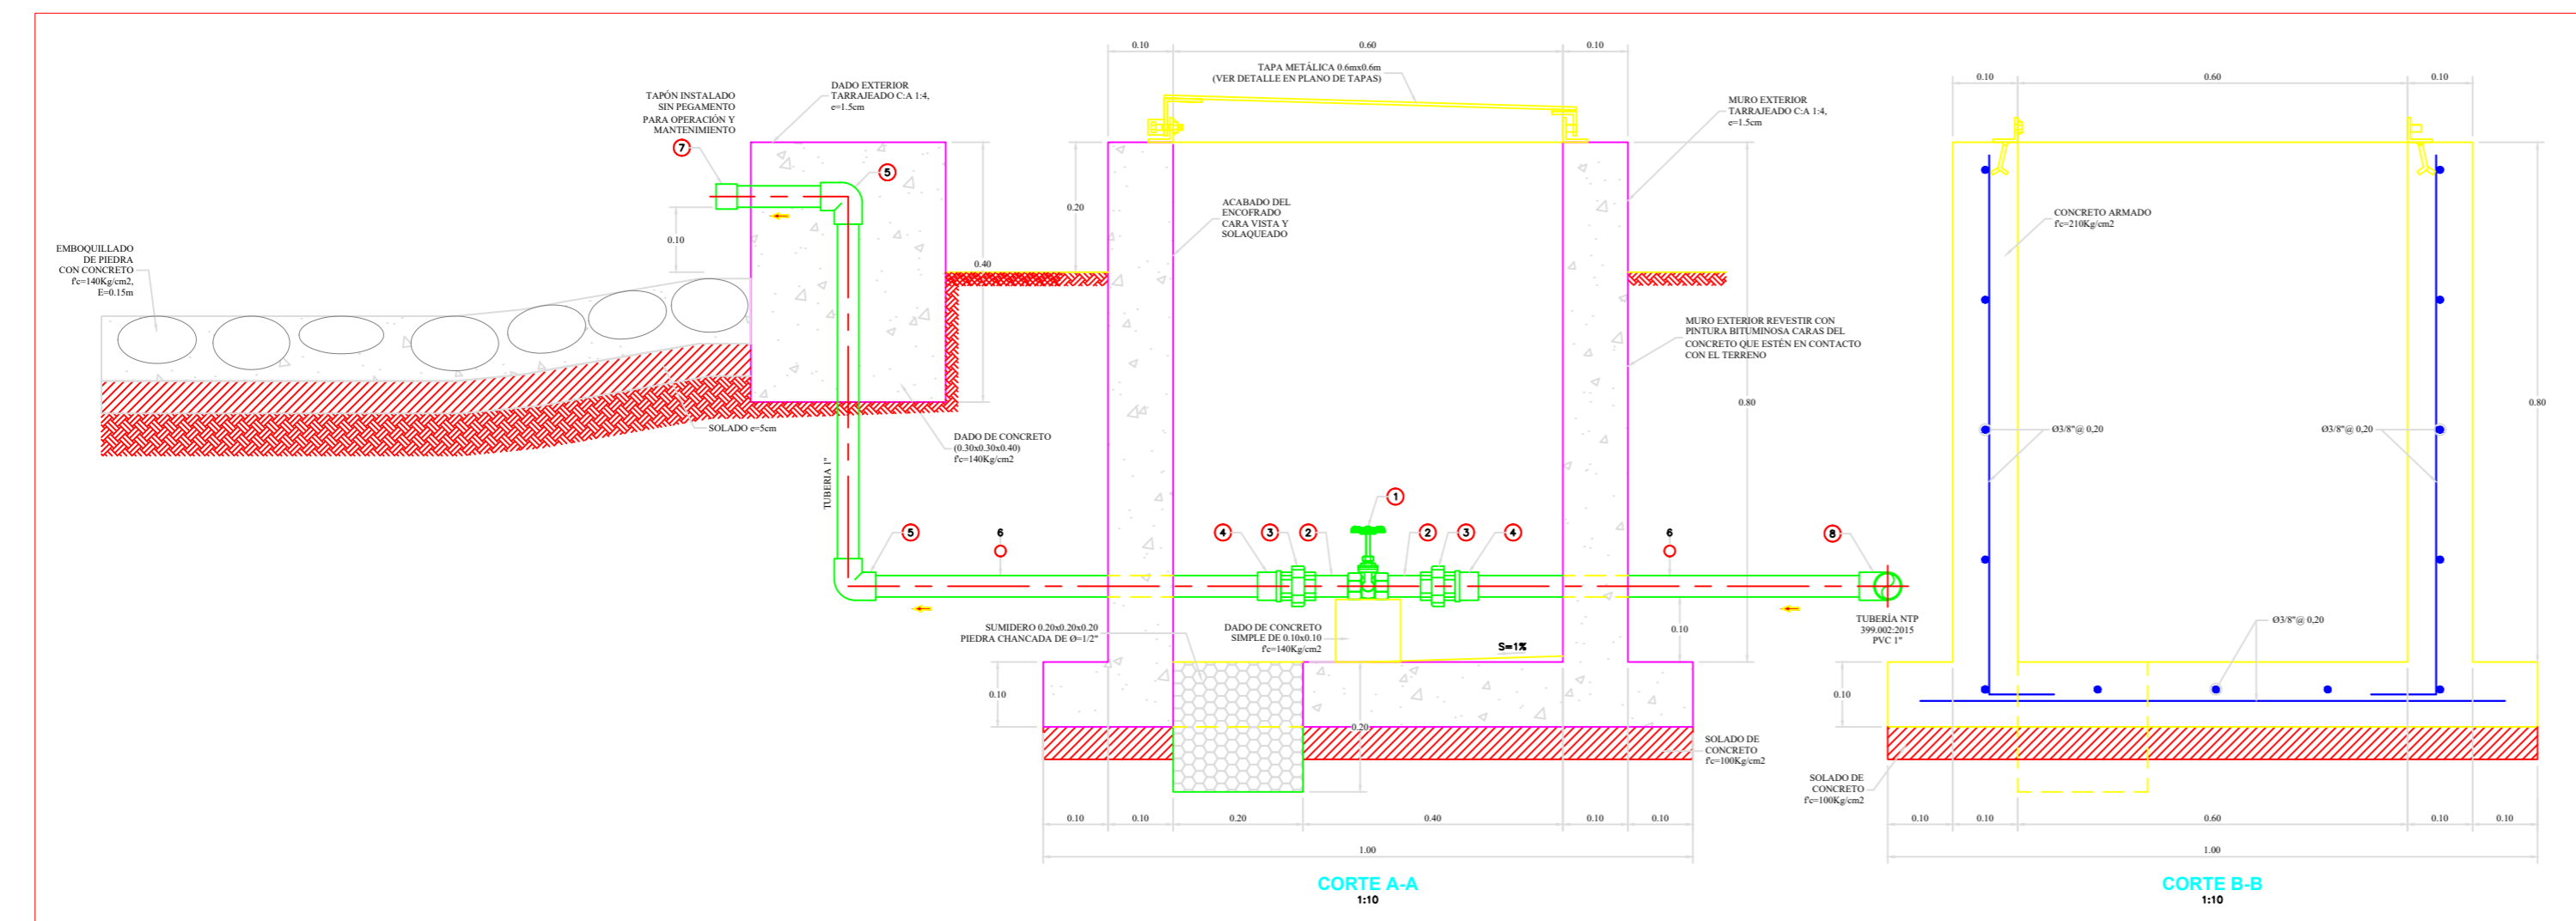 0.10
0.60
0.10
TAPA METÁLICA 0.6mx0.6m
(VER DETALLE EN PLANO DE TAPAS)
DADO EXTERIOR
TARRAJEADO C:A 1:4,
e=1.5cm
TAPÓN INSTALADO
SIN PEGAMENTO
PARA OPERACIÓN Y
MANTENIMIENTO
7
5
MURO EXTERIOR
TARRAJEADO C:A 1:4,
e=1.5cm
0.20
0.10
0.40
ACABADO DEL
ENCOFRADO
CARA VISTA Y
SOLAQUEADO
EMBOQUILLADO
DE PIEDRA
CON CONCRETO
f'c=140Kg/cm2,
E=0.15m
MURO EXTERIOR REVESTIR CON
PINTURA BITUMINOSA CARAS DEL
CONCRETO QUE ESTÉN EN CONTACTO
CON EL TERRENO
0.80
SOLADO e=5cm
DADO DE CONCRETO
(0.30x0.30x0.40)
f'c=140Kg/cm2
TUBERIA 1"
1
5
6
4
3
2
2
3
4
6
8
TUBERÍA NTP
399.002:2015
PVC 1"
SUMIDERO 0.20x0.20x0.20
PIEDRA CHANCADA DE Ø=1/2"
DADO DE CONCRETO
SIMPLE DE 0.10x0.10
f'c=140Kg/cm2
S=1%
0.10
0.10
0.20
SOLADO DE
CONCRETO
f'c=100Kg/cm2
0.10
0.10
0.20
0.40
0.10
0.10
1.00
CORTE A-A
1:10
0.10
0.60
0.10
CONCRETO ARMADO
f'c=210Kg/cm2
0.80
Ø3/8"@ 0,20
Ø3/8"@ 0,20
Ø3/8"@ 0,20
0.10
SOLADO DE
CONCRETO
f'c=100Kg/cm2
0.10
0.10
0.60
0.10
0.10
1.00
CORTE B-B
1:10